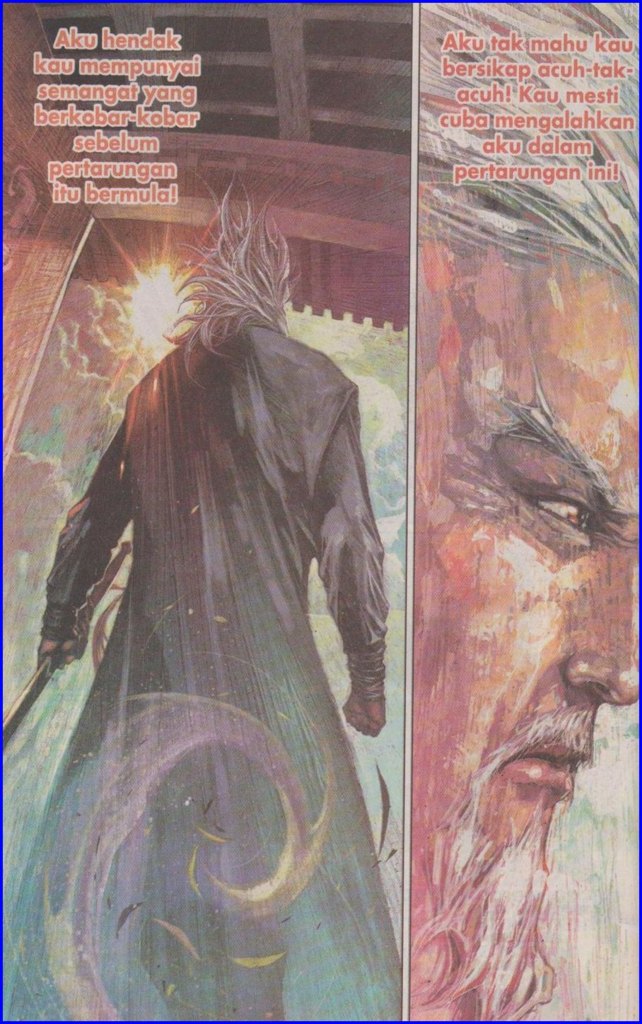 Aku hendak
kau mempunyai
semangat yang
berkobar-kobar
sebelum
pertarungan
itu bermula!
Aku tak mahu kau
bersikap acuh-tak-
acuh! Kau mesti
cuba mengalahkan
aku dalam
pertarungan ini!